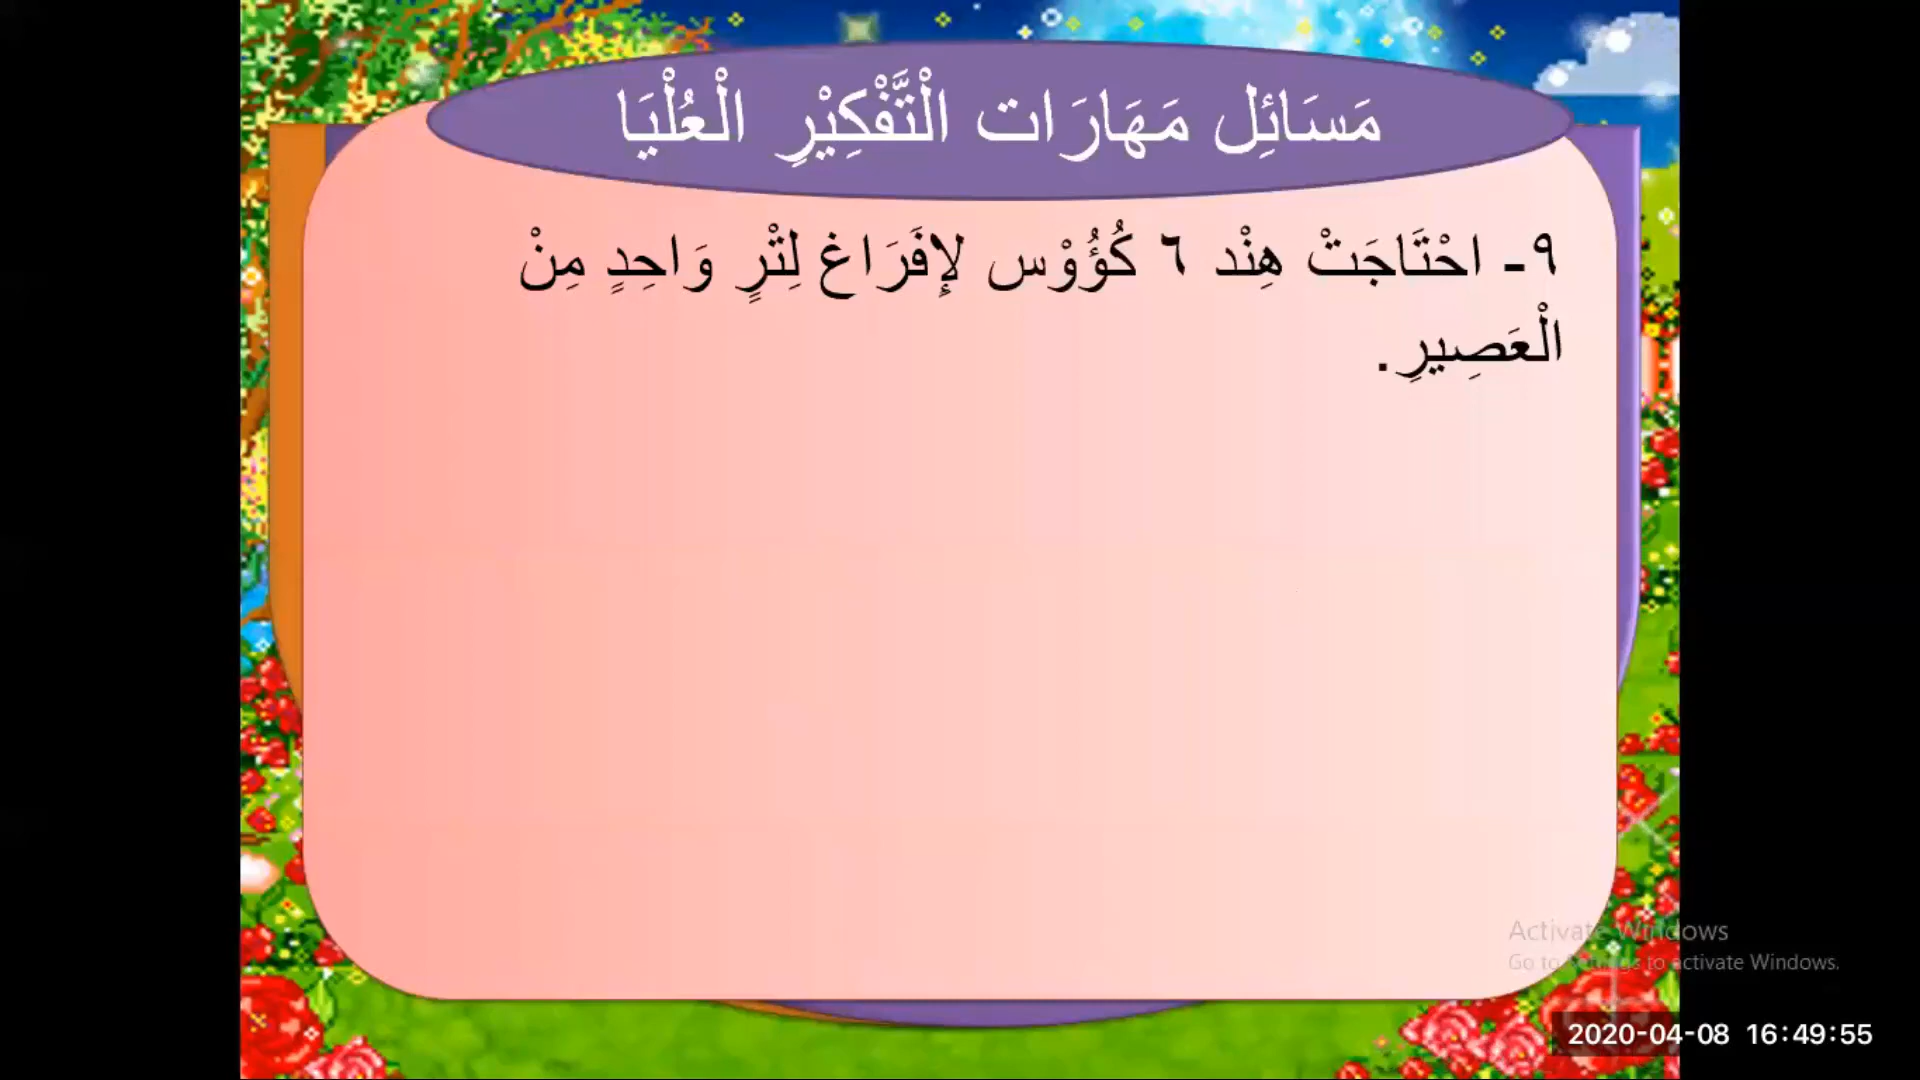 مَسَائِل مَهَارَات الْتَّفْكِيْرِ الْعُلْيَا
٩- احْتَاجَتْ هِنْد ٦ كُؤُوْس لإِفَرَاغ لِتْرٍ وَاحِدٍ مِنْ
الْعَصِيرِ.
Activate Windows
Go to Settings to activate Windows.
2020-04-08 16:49:55